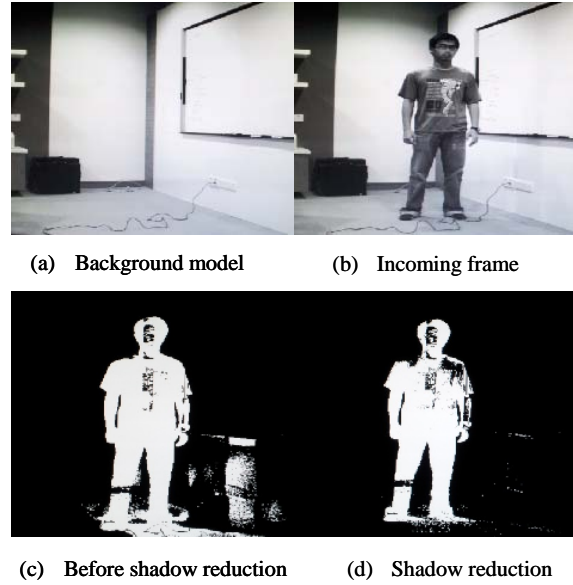 (a) Background model
(b) Incoming frame
(c) Before shadow reduction
(d) Shadow reduction